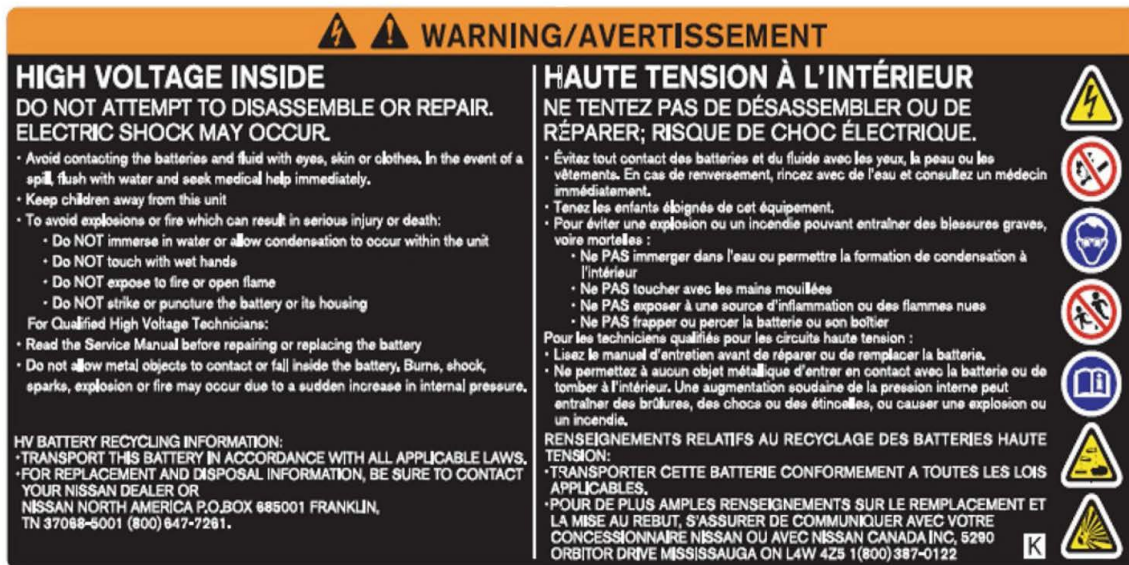 WARNING/AVERTISSEMENT
HIGH VOLTAGE INSIDE
DO NOT ATTEMPT TO DISASSEMBLE OR REPAIR.
ELECTRIC SHOCK MAY OCCUR.
· Avoid contacting the batteries and fluid with eyes, skin or clothes. In the event of a
spill, flush with water and seek medical help immediately.
· Keep children away from this unit
· To avoid explosions or fire which can result in serious injury or death:
· Do NOT immerse in water or allow condensation to occur within the unit
· Do NOT touch with wet hands
· Do NOT expose to fire or open flame
· Do NOT strike or puncture the battery or its housing
For Qualified High Voltage Technicians:
· Read the Service Manual before repairing or replacing the battery
· Do not allow metal objects to contact or fall inside the battery. Burns, shock,
sparks, explosion or fire may occur due to a sudden increase in internal pressure.
HV BATTERY RECYCLING INFORMATION:
·TRANSPORT THIS BATTERY IN ACCORDANCE WITH ALL APPLICABLE LAWS.
·FOR REPLACEMENT AND DISPOSAL INFORMATION, BE SURE TO CONTACT
YOUR NISSAN DEALER OR
NISSAN NORTH AMERICA P.O.BOX 685001 FRANKLIN,
TN 37068-5001 (800) 647-7261.
HAUTE TENSION À L'INTÉRIEUR
NE TENTEZ PAS DE DÉSASSEMBLER OU DE
RÉPARER; RISQUE DE CHOC ÉLECTRIQUE.
· Évitez tout contact des batteries et du fluide avec les yeux, la peau ou les
vêtements. En cas de renversement, rincez avec de l'eau et consultez un médecin
immédiatement.
· Tenez les enfants éloignés de cet équipement.
· Pour éviter une explosion ou un incendie pouvant entraîner des blessures graves,
voire mortelles :
· Ne PAS immerger dans l'eau ou permettre la formation de condensation à
l'intérieur
· Ne PAS toucher avec les mains mouillées
· Ne PAS exposer à une source d'inflammation ou des flammes nues
· Ne PAS frapper ou percer la batterie ou son boîtier
Pour les techniciens qualifiés pour les circuits haute tension :
· Lisez le manuel d'entretien avant de réparer ou de remplacer la batterie.
· Ne permettez à aucun objet métallique d'entrer en contact avec la batterie ou de
tomber à l'intérieur. Une augmentation soudaine de la pression interne peut
entraîner des brûlures, des chocs ou des étincelles, ou causer une explosion ou
un incendie.
RENSEIGNEMENTS RELATIFS AU RECYCLAGE DES BATTERIES HAUTE
TENSION:
·TRANSPORTER CETTE BATTERIE CONFORMEMENT A TOUTES LES LOIS
APPLICABLES.
·POUR DE PLUS AMPLES RENSEIGNEMENTS SUR LE REMPLACEMENT ET
LA MISE AU REBUT, S'ASSURER DE COMMUNIQUER AVEC VOTRE
CONCESSIONNAIRE NISSAN OU AVEC NISSAN CANADA INC, 5290
ORBITOR DRIVE MISSISSAUGA ON L4W 4Z5 1(800) 387-0122
K